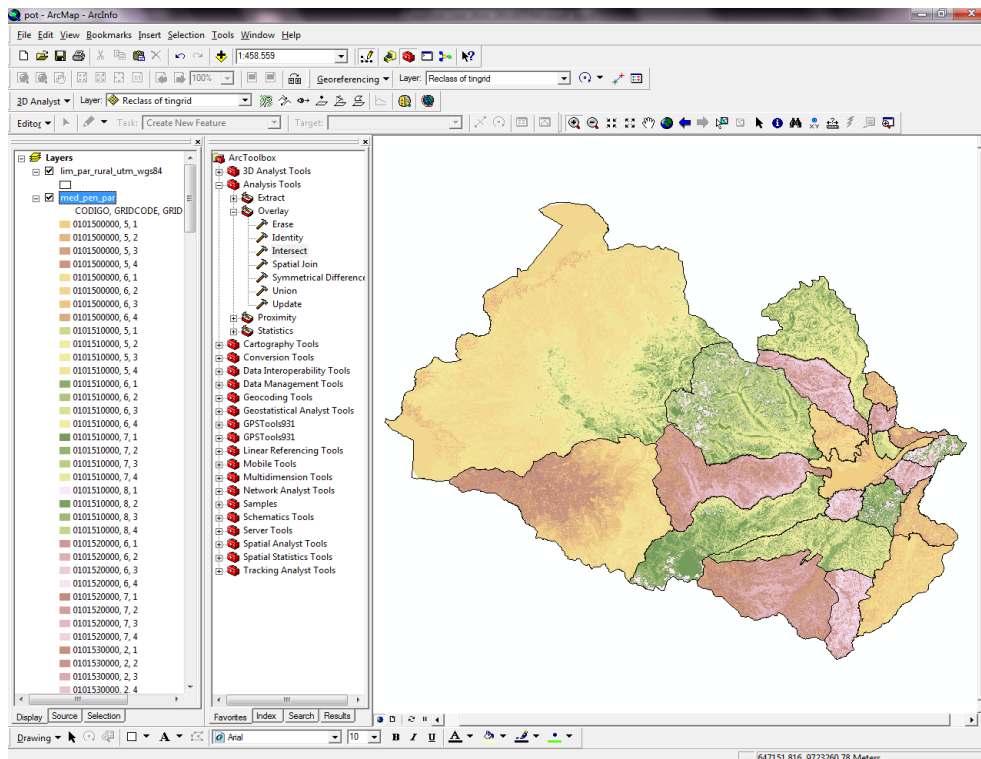 pot - ArcMap - ArcInfo
File Edit View Bookmarks Insert Selection Tools Window Help
1:458.559
100% Georeferencing Layer: Reclass of tingrid
3D Analyst Layer: Reclass of tingrid
Editor Task: Create New Feature Target:
Layers
lim_par_rural_utm_wgs84
med_pen_par
CODIGO, GRIDCODE, GRID
0101500000, 5, 1
0101500000, 5, 2
0101500000, 5, 3
0101500000, 5, 4
0101500000, 6, 1
0101500000, 6, 2
0101500000, 6, 3
0101500000, 6, 4
0101510000, 5, 1
0101510000, 5, 2
0101510000, 5, 3
0101510000, 5, 4
0101510000, 6, 1
0101510000, 6, 2
0101510000, 6, 3
0101510000, 6, 4
0101510000, 7, 1
0101510000, 7, 2
0101510000, 7, 3
0101510000, 7, 4
0101510000, 8, 1
0101510000, 8, 2
0101510000, 8, 3
0101510000, 8, 4
0101520000, 6, 1
0101520000, 6, 2
0101520000, 6, 3
0101520000, 6, 4
0101520000, 7, 1
0101520000, 7, 2
0101520000, 7, 3
0101520000, 7, 4
0101530000, 2, 1
0101530000, 2, 2
0101530000, 2, 3
0101530000, 2, 4
Display Source Selection
ArcToolbox
3D Analyst Tools
Analysis Tools
Extract
Overlay
Erase
Identity
Intersect
Spatial Join
Symmetrical Difference
Union
Update
Proximity
Statistics
Cartography Tools
Conversion Tools
Data Interoperability Tools
Data Management Tools
Geocoding Tools
Geostatistical Analyst Tools
GPSTools931
GPSTools931
Linear Referencing Tools
Mobile Tools
Multidimension Tools
Network Analyst Tools
Samples
Schematics Tools
Server Tools
Spatial Analyst Tools
Spatial Statistics Tools
Tracking Analyst Tools
Favorites Index Search Results
Drawing A Arial 10 B I U A
647151,816 9723260,78 Meters